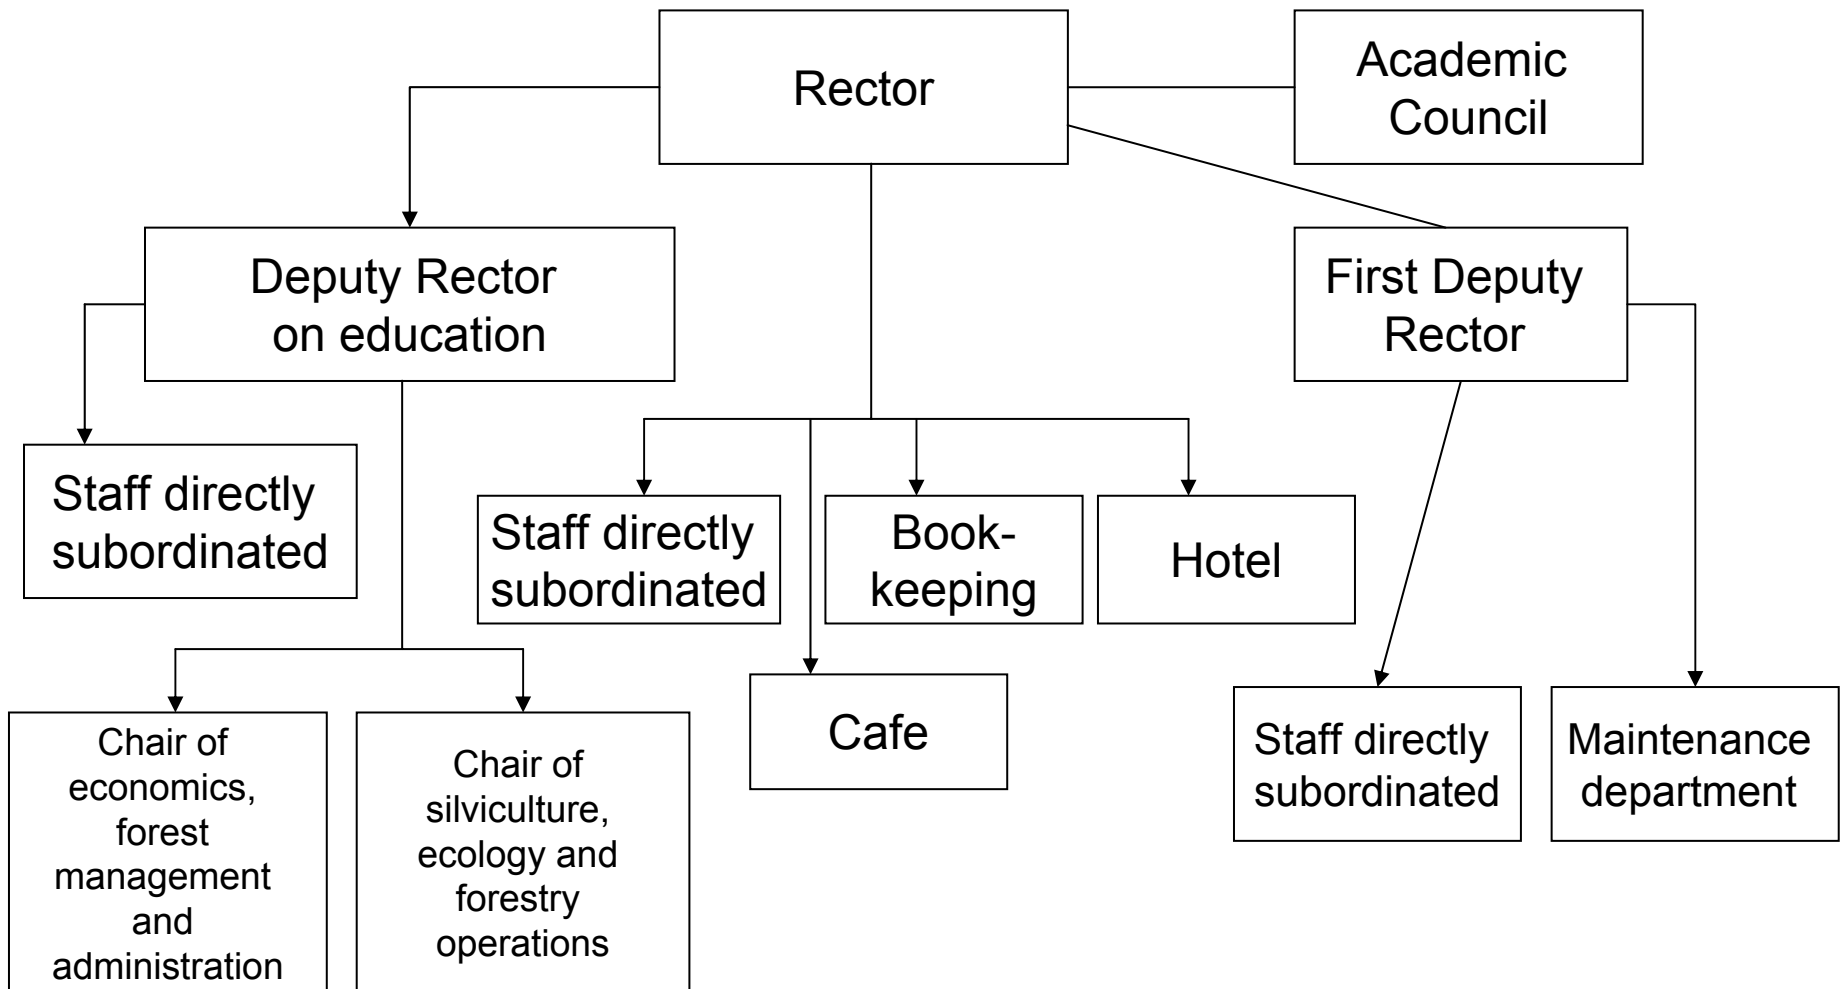 Rector
Academic
Council
Deputy Rector
on education
First Deputy
Rector
Staff directly
subordinated
Staff directly
subordinated
Book-
keeping
Hotel
Cafe
Staff directly
subordinated
Maintenance
department
Chair of
economics,
forest
management
and
administration
Chair of
silviculture,
ecology and
forestry
operations